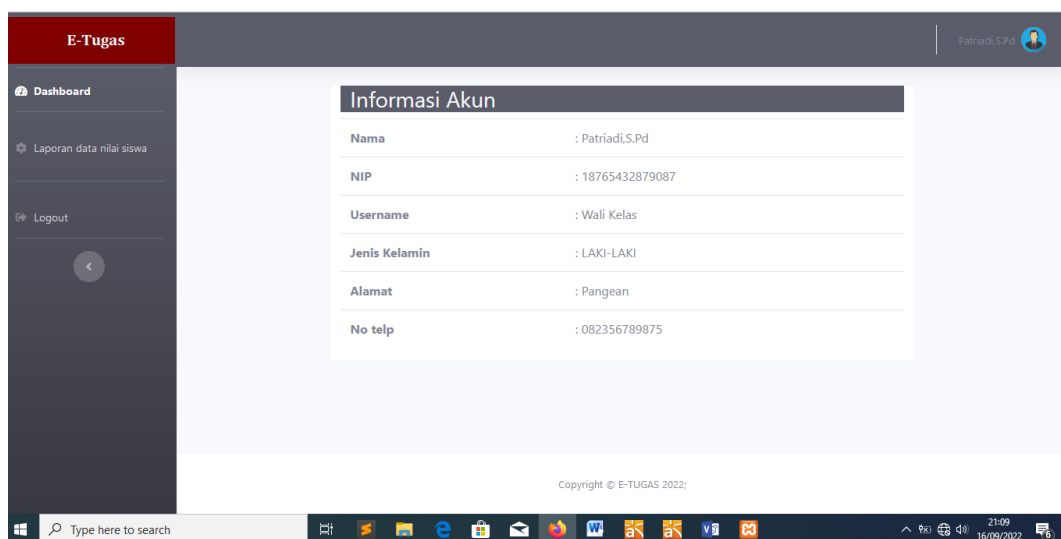 E-Tugas
Patriadi,S.Pd
Dashboard
Laporan data nilai siswa
Logout
Informasi Akun
Nama : Patriadi,S.Pd
NIP : 18765432879087
Username : Wali Kelas
Jenis Kelamin : LAKI-LAKI
Alamat : Pangean
No telp : 082356789875
Copyright © E-TUGAS 2022;
Type here to search
21:09
16/09/2022